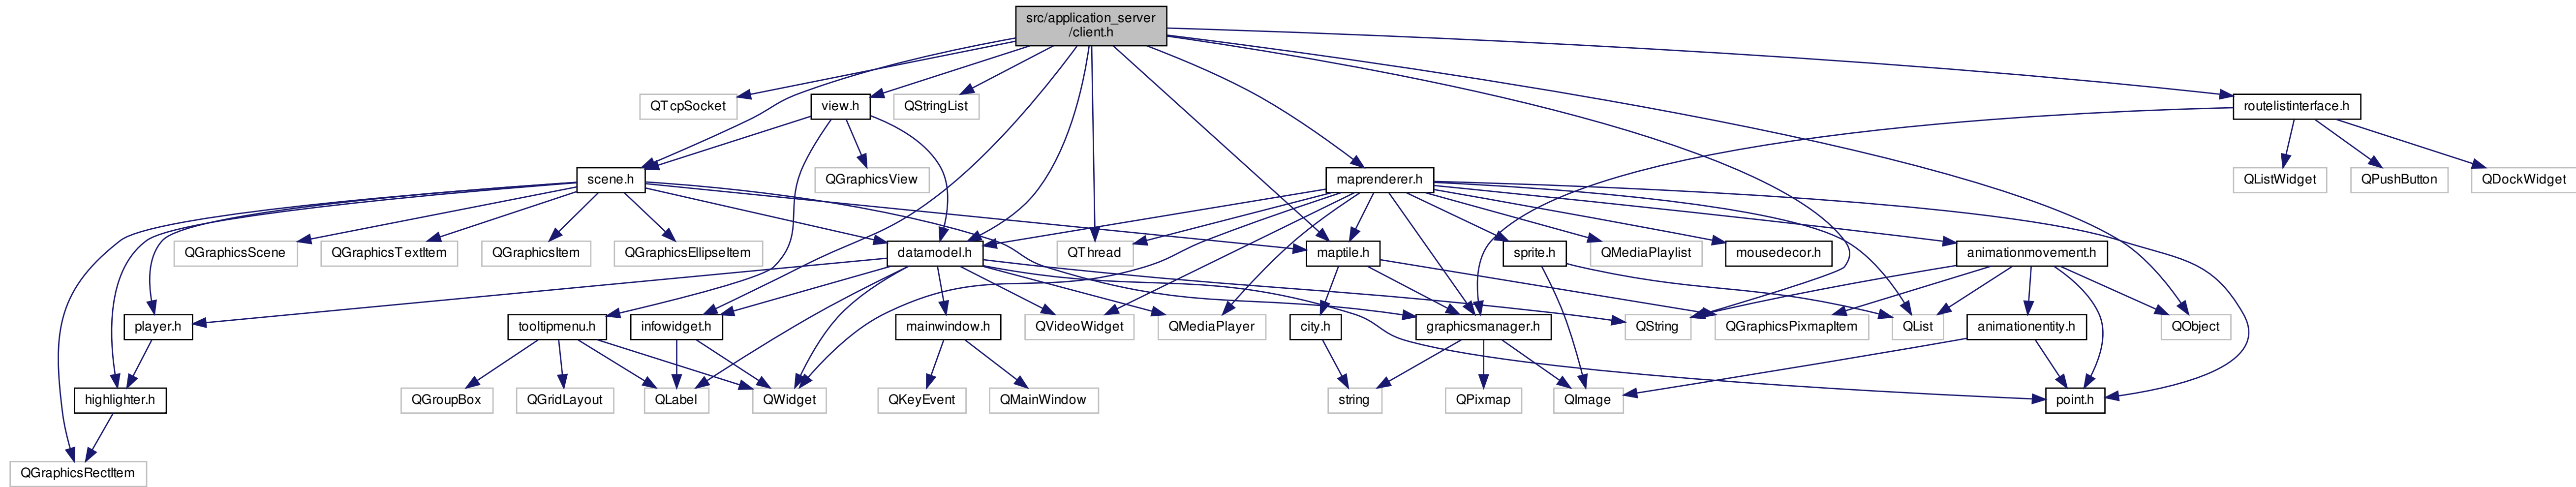 src/application_server
/client.h
QTcpSocket
view.h
QStringList
routelistinterface.h
scene.h
QGraphicsView
maprenderer.h
QListWidget
QPushButton
QDockWidget
QGraphicsScene
QGraphicsTextItem
QGraphicsItem
QGraphicsEllipseItem
datamodel.h
QThread
maptile.h
sprite.h
QMediaPlaylist
mousedecor.h
animationmovement.h
player.h
tooltipmenu.h
infowidget.h
mainwindow.h
QVideoWidget
QMediaPlayer
city.h
graphicsmanager.h
QString
QGraphicsPixmapItem
QList
animationentity.h
QObject
highlighter.h
QGroupBox
QGridLayout
QLabel
QWidget
QKeyEvent
QMainWindow
string
QPixmap
QImage
point.h
QGraphicsRectItem